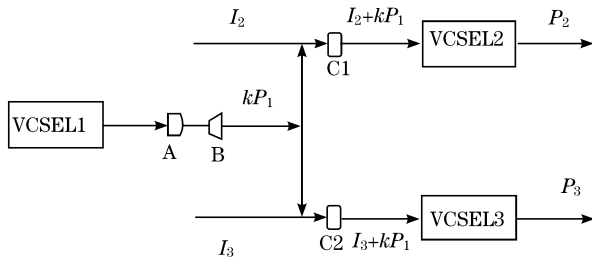 I2
I2+kP1
VCSEL2
P2
C1
kP1
VCSEL1
A
B
P3
VCSEL3
I3
C2
I3+kP1